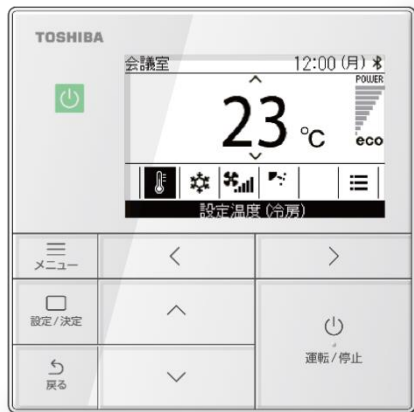 TOSHIBA
会議室 12:00 (月)
POWER
23 ℃
eco
設定温度 (冷房)
メニュー
設定/決定
運転/停止
戻る